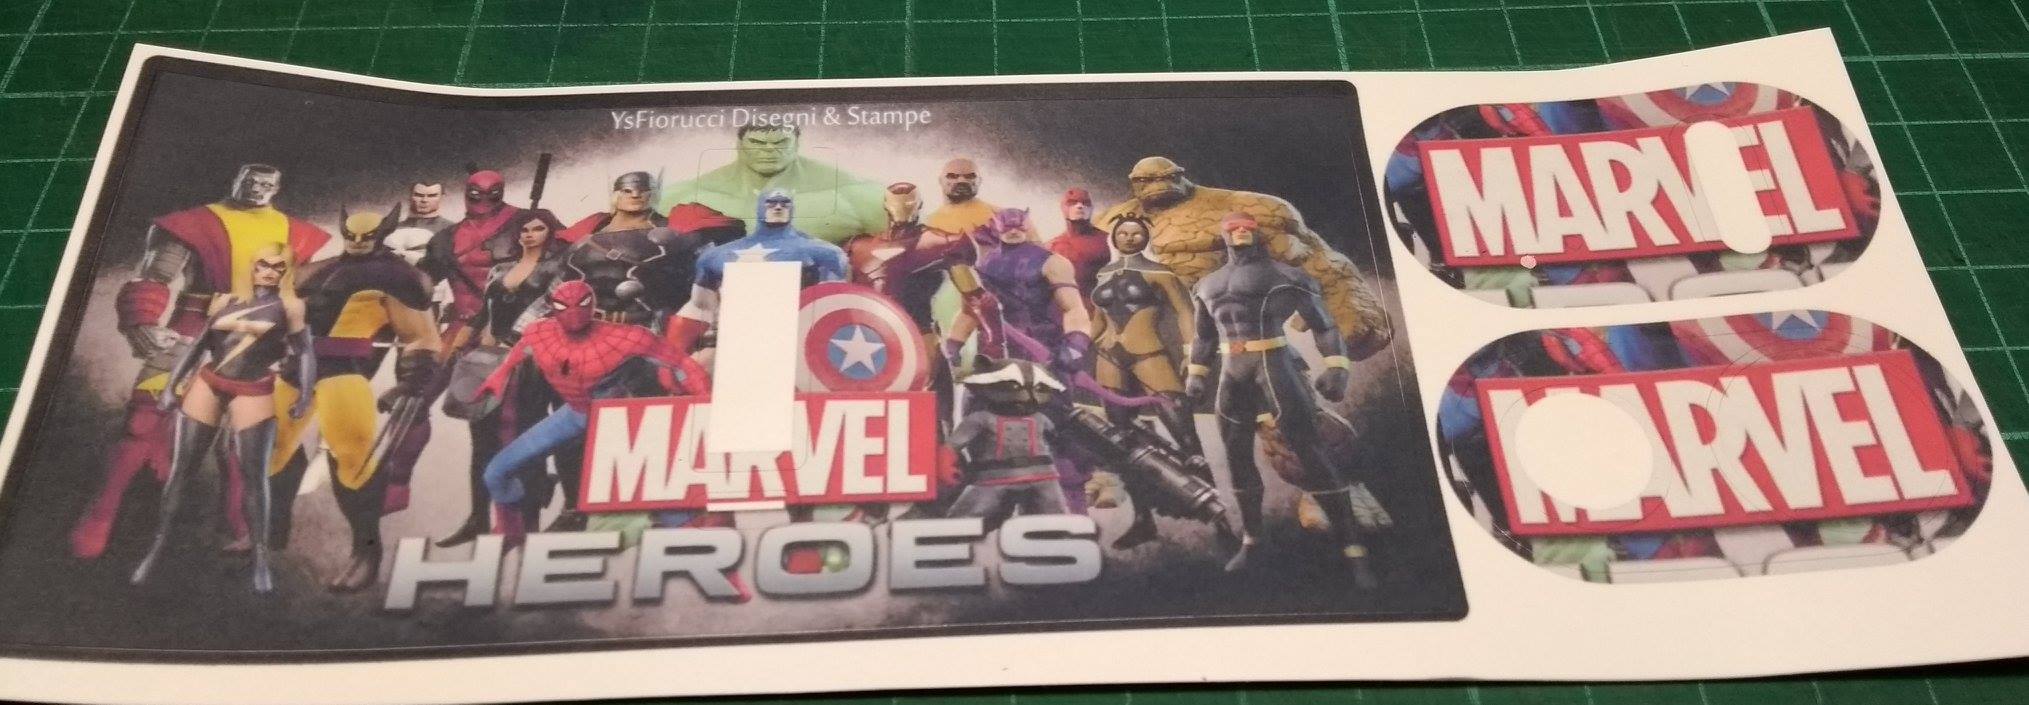 YsFiorucci Disegni & Stampe
MARVEL
HEROES
MARVEL
MARVEL